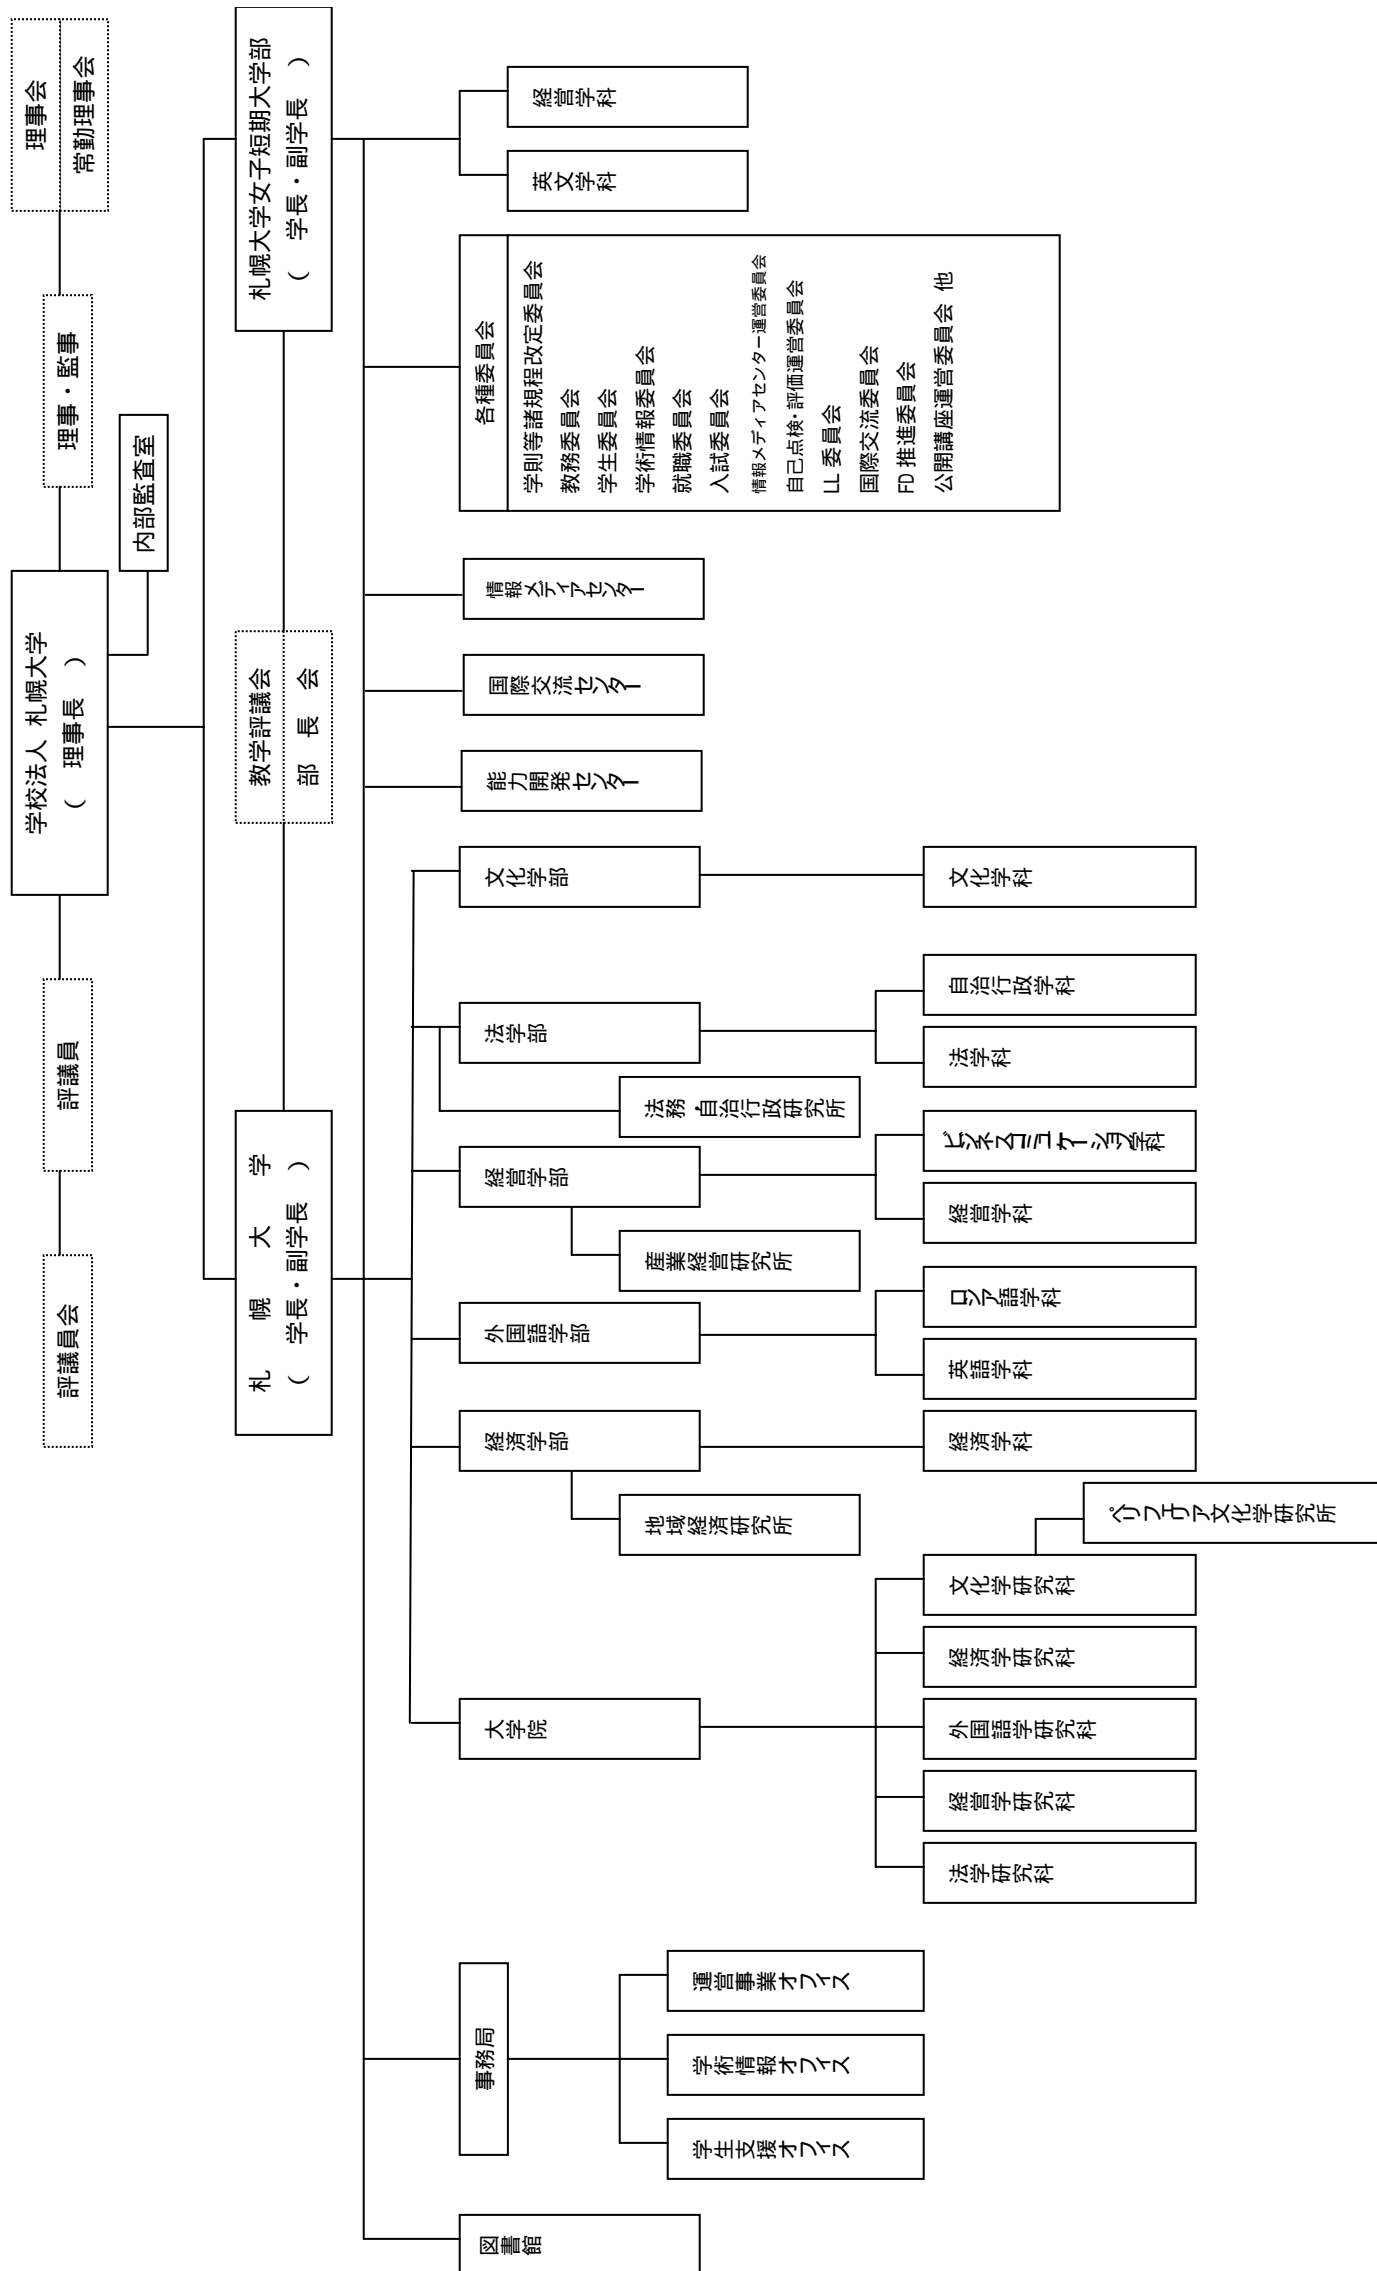 評議員会
評議員
学校法人 札幌大学
（ 理事長 ）
理事・監事
理事会
常勤理事会
内部監査室
札 幌 大 学
（ 学長・副学長 ）
教学評議会
部 長 会
札幌大学女子短期大学部
（ 学長・副学長 ）
図書館
事務局
学生支援オフィス
学術情報オフィス
運営事業オフィス
大学院
法学研究科
経営学研究科
外国語学研究科
経済学研究科
文化学研究科
ペリフェリア文化学研究所
経済学部
地域経済研究所
経済学科
外国語学部
英語学科
ロシア語学科
経営学部
産業経営研究所
経営学科
ビジネスコミュニケーション学科
法学部
法務・自治行政研究所
法学科
自治行政学科
文化学部
文化学科
能力開発センター
国際交流センター
情報メディアセンター
各種委員会
学則等諸規程改定委員会
教務委員会
学生委員会
学術情報委員会
就職委員会
入試委員会
情報メディアセンター運営委員会
自己点検・評価運営委員会
LL 委員会
国際交流委員会
FD 推進委員会
公開講座運営委員会 他
英文学科
経営学科